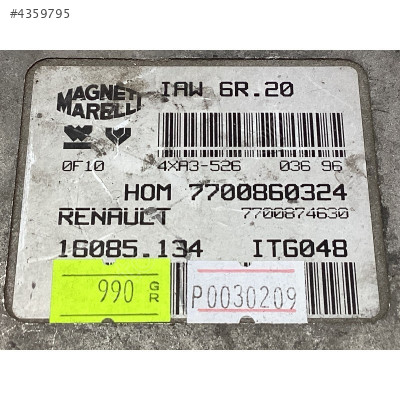 #4359795
MAGNETI MARELLI
IAW 6R.20
0F10 4XA3-526 036 96
HOM 7700860324
RENAULT 7700874630
16085.134 IT6048
990 GR
P0030209